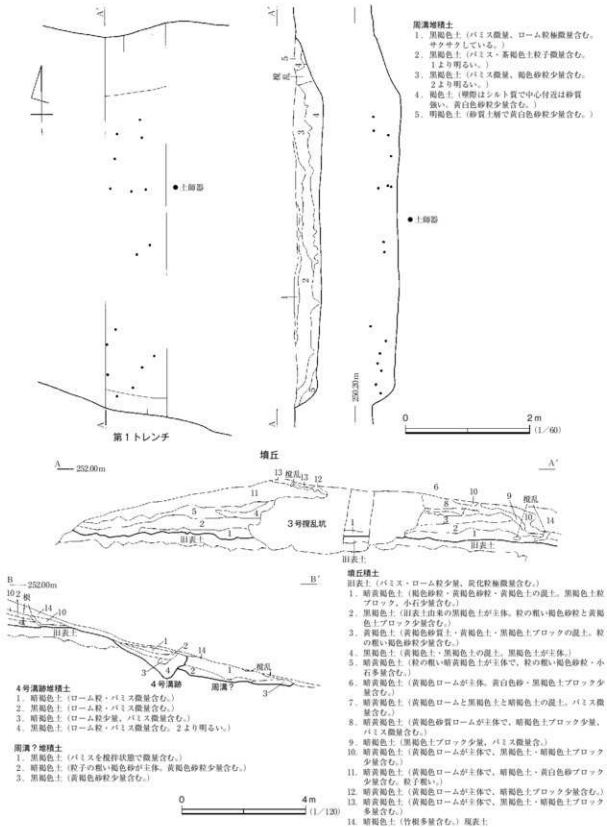 周溝堆積土
1. 黒褐色土（パミス微量、ローム粒極微量含む。
サクサクしている。）
2. 黒褐色土（パミス・茶褐色土粒子微量含む。
1より明るい。）
3. 黒褐色土（パミス微量、褐色砂粒少量含む。
2より明るい。）
4. 褐色土（壁際はシルト質で中心付近は砂質
強い、黄白色砂粒少量含む。）
5. 明褐色土（砂質土層で黄白色砂粒少量含む。）
A'
A'
5
4
撹乱
3
4
2
1
5
●土師器
●土師器
A
A
250.20m
第1トレンチ
0 2m
(1/60)
墳丘
A 252.00m
A'
13 撹乱
13 12
11
5
4
2
1
旧表土
3号撹乱坑
1
旧表土
6
10
8
9 撹乱
10
14
2
1
旧表土
B 252.00m
B'
10 2 根
14
10
旧表土
1
2
14
3
4
2
4号溝跡
1
撹乱
周溝？
3
4号溝跡堆積土
1. 暗褐色土（ローム粒・パミス微量含む。）
2. 黒褐色土（ローム粒・パミス微量含む。）
3. 暗褐色土（ローム粒少量、パミス微量含む。）
4. 黒褐色土（ローム粒・パミス微量含む。2より明るい。）
周溝？堆積土
1. 黒褐色土（パミスを撹拌状態で微量含む。）
2. 暗褐色土（粒子の粗い褐色砂が主体。黄褐色砂粒少量含む。）
3. 黒褐色土（黄褐色砂粒少量含む。）
0 4m
(1/120)
墳丘積土
旧表土（パミス・ローム粒少量、炭化粒極微量含む。）
1. 暗黄褐色土（褐色砂粒・黄褐色砂粒・黄褐色土の混土。黒褐色土粒
ブロック、小石少量含む。）
2. 黒褐色土（旧表土由来の黒褐色土が主体。粒の粗い褐色砂粒と黄褐
色土ブロック少量含む。）
3. 黄褐色土（黄褐色砂質土・黄褐色土・黒褐色土ブロックの混土。粒
の粗い褐色砂粒少量含む。）
4. 黒褐色土（黄褐色土・黒褐色土の混土。黒褐色土が主体。）
5. 暗黄褐色土（粒の粗い暗黄褐色土が主体で、粒の粗い褐色砂粒・小
石多量含む。）
6. 暗黄褐色土（黄褐色ロームが主体。黄白色砂・黒褐色土ブロック少
量含む。）
7. 暗黄褐色土（黄褐色ロームと黒褐色土と暗褐色土の混土。パミス微
量含む。）
8. 暗黄褐色土（黄褐色砂質ロームが主体で、暗褐色土ブロック少量、
パミス微量含む。）
9. 暗褐色土（黒褐色土ブロック少量、パミス微量含。）
10. 暗黄褐色土（黄褐色ロームが主体で、黒褐色土・暗褐色土ブロック
少量含む。）
11. 暗黄褐色土（黄褐色ロームが主体で、暗褐色土・黄白色砂ブロック
少量含む。粒子粗い。）
12. 暗黄褐色土（黄褐色ロームが主体で、暗褐色土ブロック少量含む。）
13. 暗褐色土（黄褐色ロームが主体で、黒褐色土・暗褐色土ブロック
多量含む。）
14. 暗褐色土（竹根多量含む。）現表土